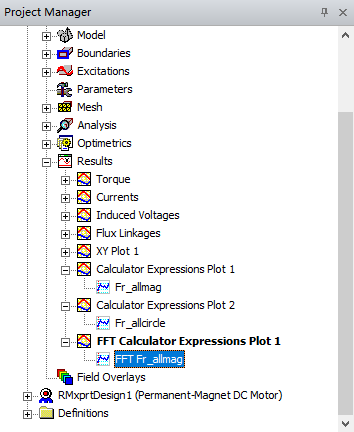 Project Manager
Model
Boundaries
Excitations
Parameters
Mesh
Analysis
Optimetrics
Results
Torque
Currents
Induced Voltages
Flux Linkages
XY Plot 1
Calculator Expressions Plot 1
Fr_allmag
Calculator Expressions Plot 2
Fr_allcircle
FFT Calculator Expressions Plot 1
FFT Fr_allmag
Field Overlays
RMxprtDesign1 (Permanent-Magnet DC Motor)
Definitions